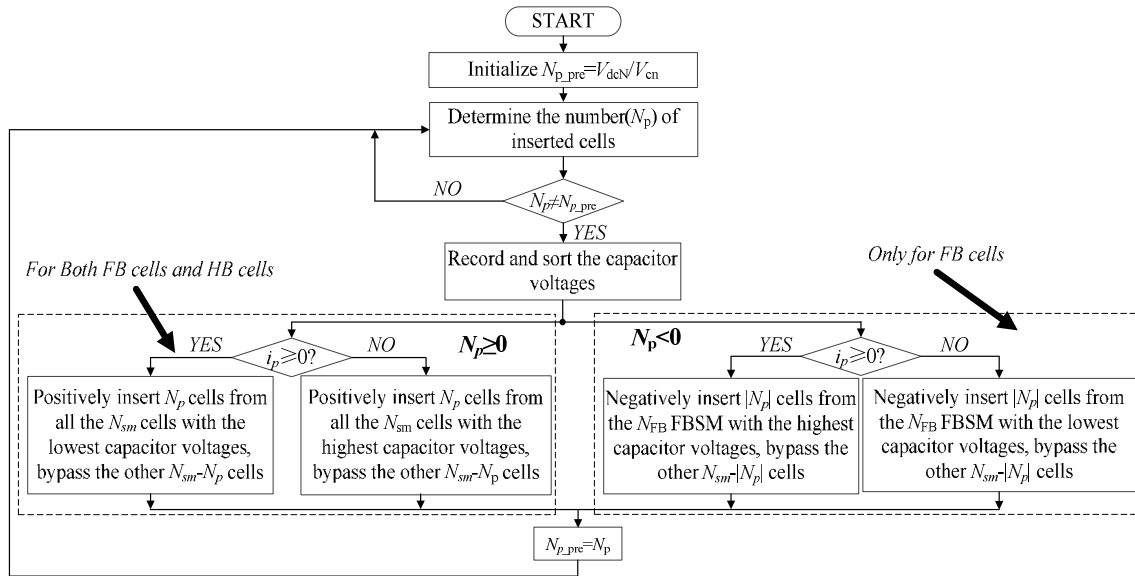 START
Initialize N_p_pre=V_dcN/V_cn
Determine the number(N_p) of
inserted cells
NO
N_p≠N_p_pre
YES
Record and sort the capacitor
voltages
For Both FB cells and HB cells
Only for FB cells
YES
i_p⩾0?
NO
N_p≥0
N_p<0
YES
i_p⩾0?
NO
Positively insert N_p cells from
all the N_sm cells with the
lowest capacitor voltages,
bypass the other N_sm-N_p cells
Positively insert N_p cells from
all the N_sm cells with the
highest capacitor voltages,
bypass the other N_sm-N_p cells
Negatively insert |N_p| cells from
the N_FB FBSM with the highest
capacitor voltages, bypass the
other N_sm-|N_p| cells
Negatively insert |N_p| cells from
the N_FB FBSM with the lowest
capacitor voltages, bypass the
other N_sm-|N_p| cells
N_p_pre=N_p